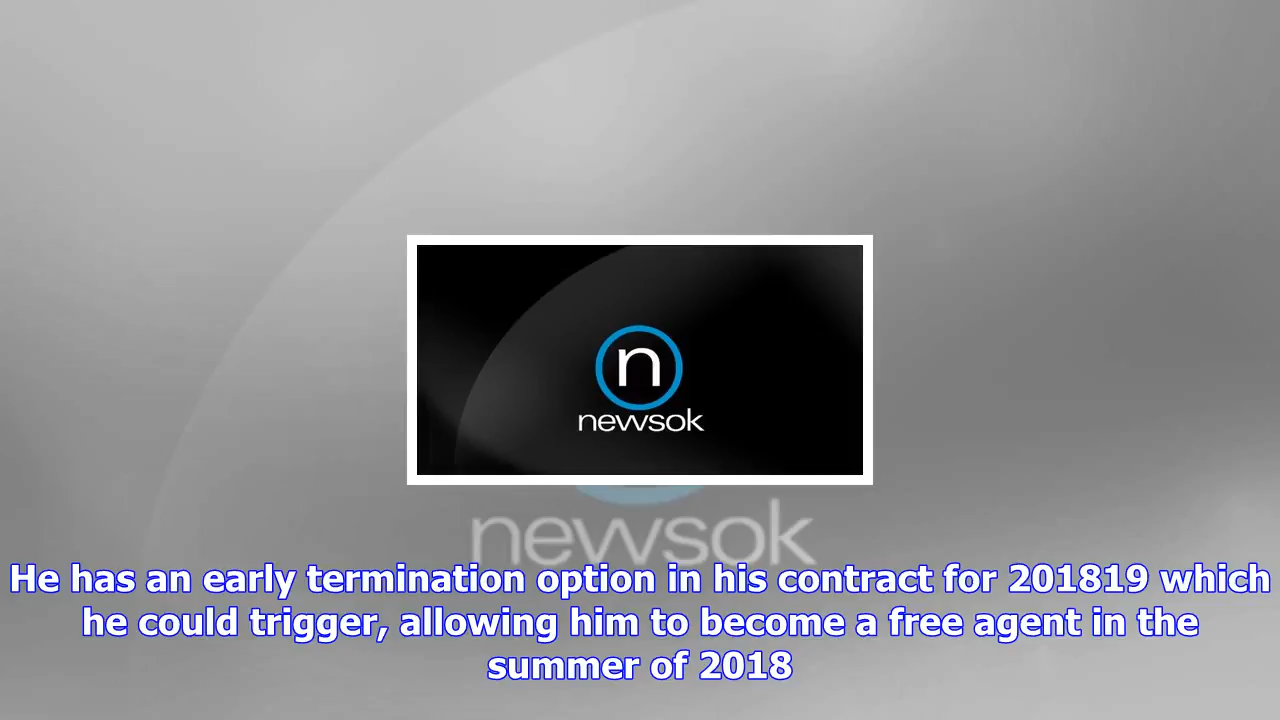 n
newsok
newsok
He has an early termination option in his contract for 201819 which
he could trigger, allowing him to become a free agent in the
summer of 2018